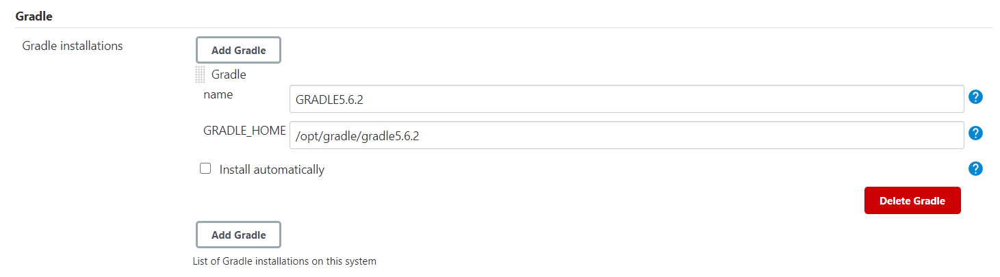 Gradle
Gradle installations
Add Gradle
Gradle
name
GRADLE5.6.2
?
GRADLE_HOME
/opt/gradle/gradle5.6.2
?
Install automatically
?
Delete Gradle
Add Gradle
List of Gradle installations on this system